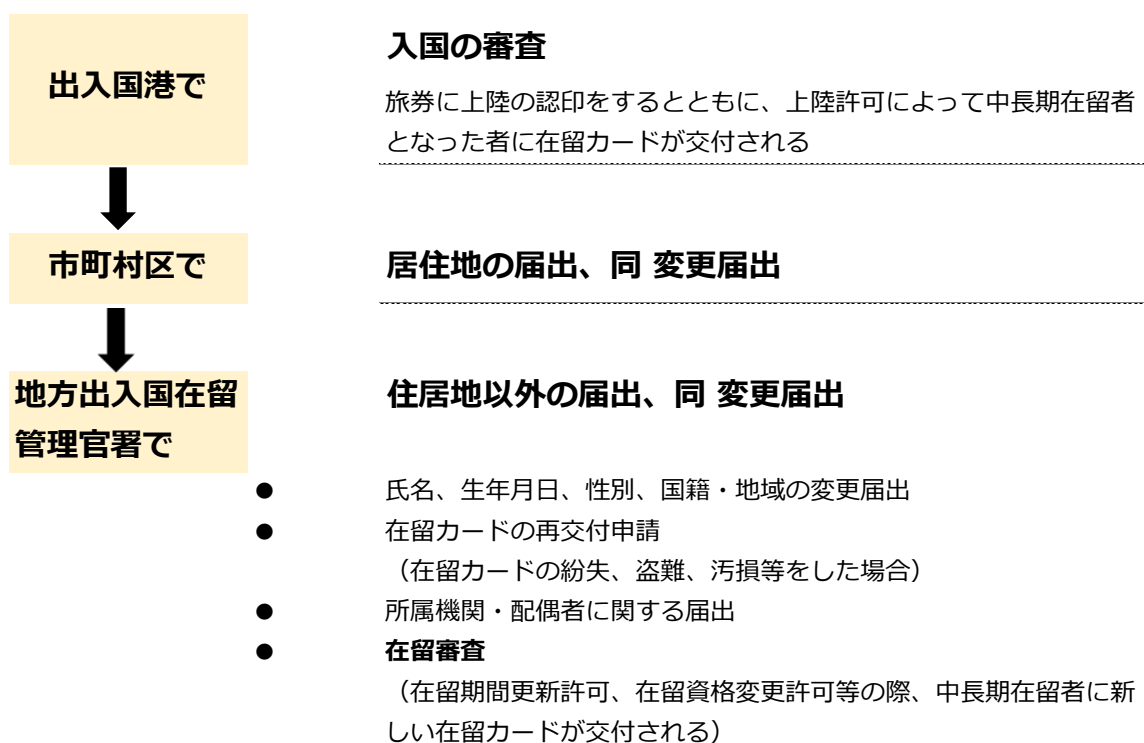 出入国港で
入国の審査
旅券に上陸の認印をするとともに、上陸許可によって中長期在留者
となった者に在留カードが交付される
市町村区で
居住地の届出、同 変更届出
地方出入国在留
管理官署で
住居地以外の届出、同 変更届出
● 氏名、生年月日、性別、国籍・地域の変更届出
● 在留カードの再交付申請
（在留カードの紛失、盗難、汚損等をした場合）
● 所属機関・配偶者に関する届出
● 在留審査
（在留期間更新許可、在留資格変更許可等の際、中長期在留者に新
しい在留カードが交付される）